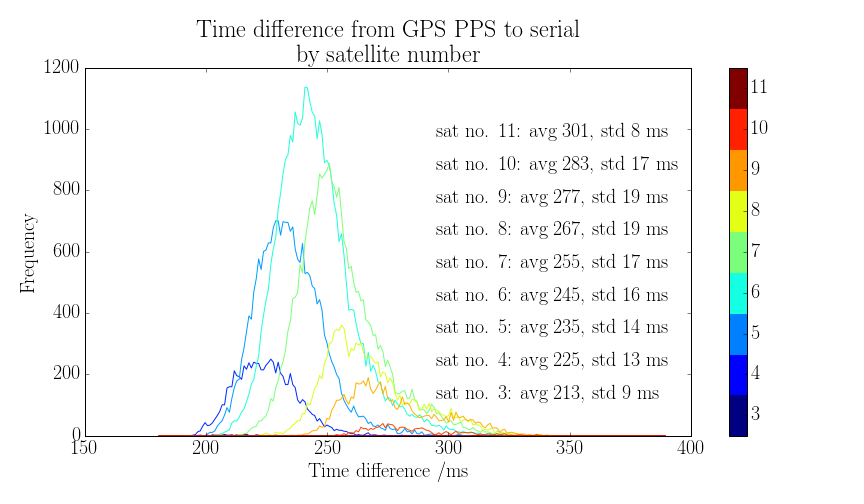 Time difference from GPS PPS to serial
by satellite number
1200
1000
800
600
400
200
0
Frequency
150
200
250
300
350
400
Time difference /ms
sat no. 11: avg 301, std 8 ms
sat no. 10: avg 283, std 17 ms
sat no. 9: avg 277, std 19 ms
sat no. 8: avg 267, std 19 ms
sat no. 7: avg 255, std 17 ms
sat no. 6: avg 245, std 16 ms
sat no. 5: avg 235, std 14 ms
sat no. 4: avg 225, std 13 ms
sat no. 3: avg 213, std 9 ms
11
10
9
8
7
6
5
4
3